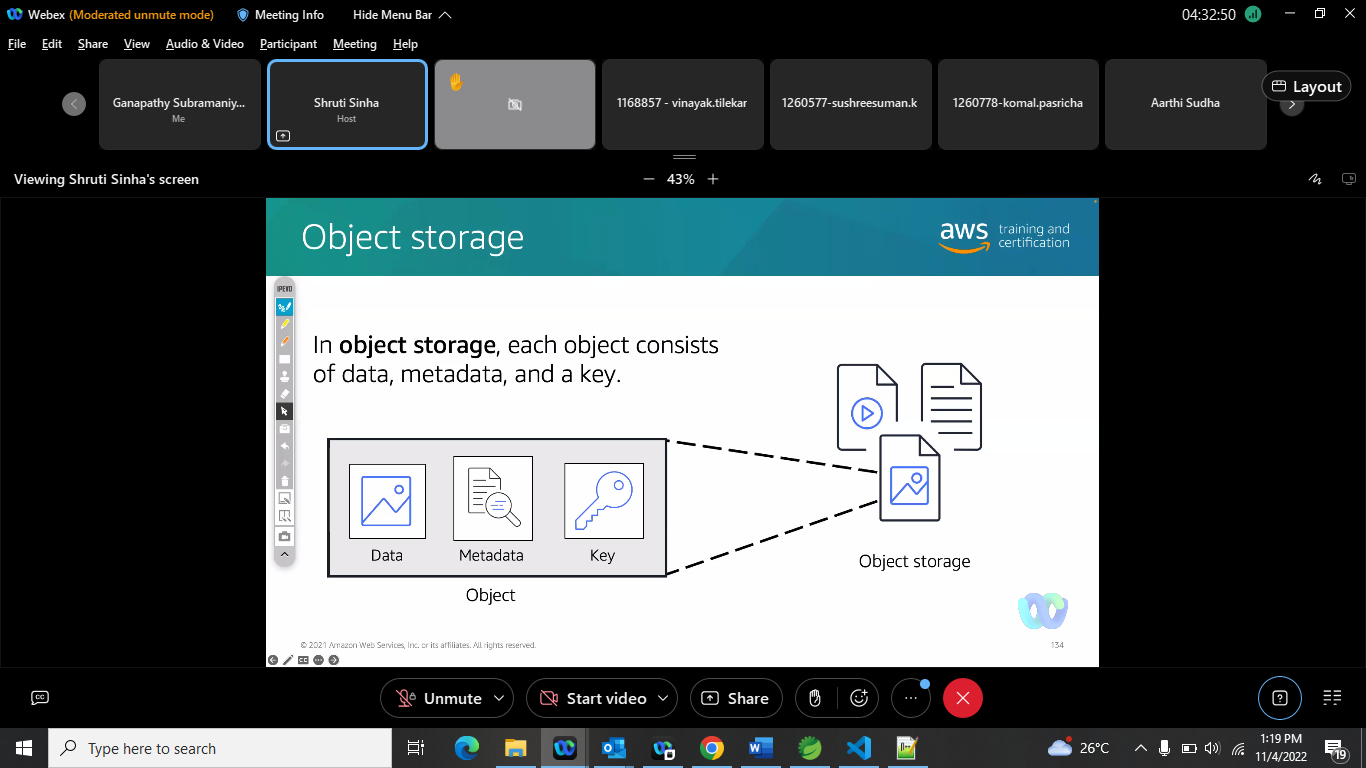 Webex (Moderated unmute mode) Meeting Info Hide Menu Bar 04:32:50
File Edit Share View Audio & Video Participant Meeting Help
Ganapathy Subramaniy...
Me
Shruti Sinha
Host
1168857 - vinayak.tilekar
1260577-sushreesuman.k
1260778-komal.pasricha
Aarthi Sudha
Layout
Viewing Shruti Sinha's screen
43%
Object storage
aws training and
certification
IPEVO
In object storage, each object consists
of data, metadata, and a key.
Data Metadata Key
Object
Object storage
© 2021 Amazon Web Services, Inc. or its affiliates. All rights reserved.
134
CC
CC
Unmute Start video Share
Type here to search
26°C
1:19 PM
11/4/2022
19